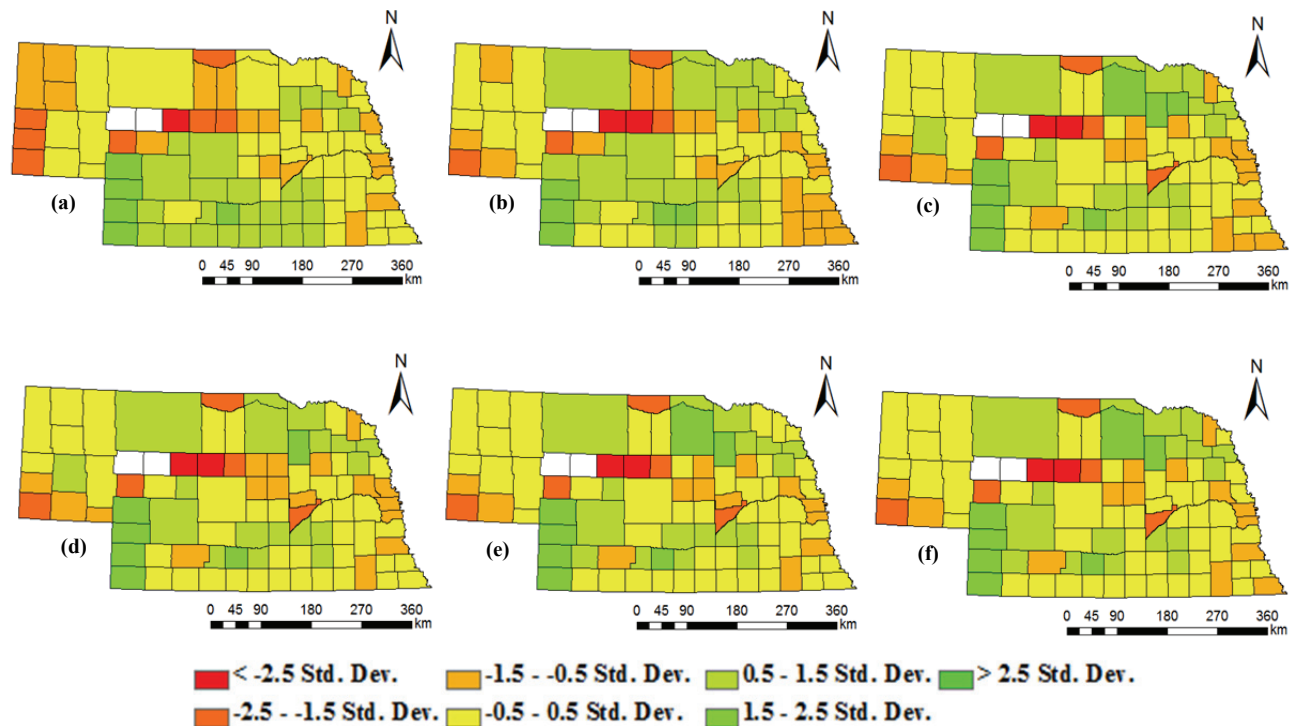 N
N
N
(a)
(b)
(c)
0 45 90 180 270 360
km
0 45 90 180 270 360
km
0 45 90 180 270 360
km
N
N
N
(d)
(e)
(f)
0 45 90 180 270 360
km
0 45 90 180 270 360
km
0 45 90 180 270 360
km
< -2.5 Std. Dev. -1.5 - -0.5 Std. Dev. 0.5 - 1.5 Std. Dev. > 2.5 Std. Dev.
-2.5 - -1.5 Std. Dev. -0.5 - 0.5 Std. Dev. 1.5 - 2.5 Std. Dev.